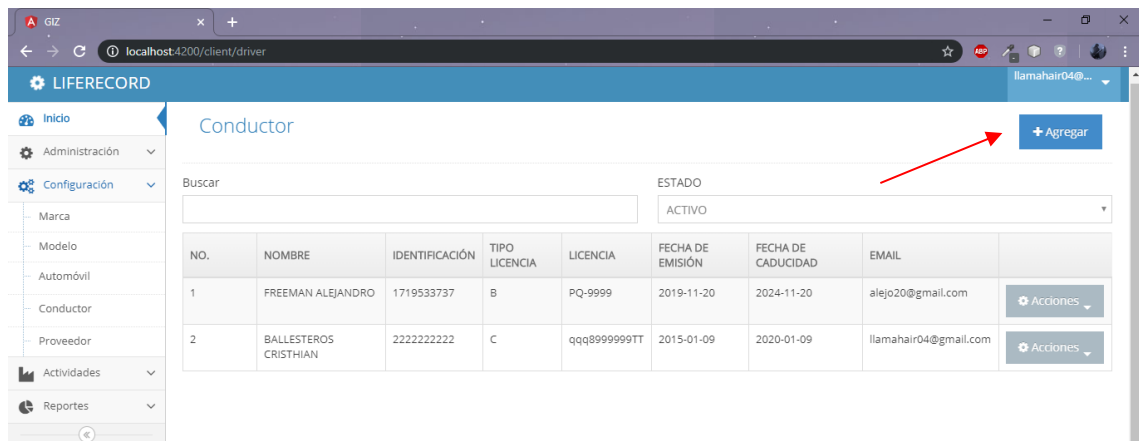 GIZ
localhost:4200/client/driver
ABP
LIFERECORD
llamahair04@...
Inicio
Administración
Configuración
Marca
Modelo
Automóvil
Conductor
Proveedor
Actividades
Reportes
Conductor
+ Agregar
Buscar
ESTADO
ACTIVO
NO. NOMBRE IDENTIFICACIÓN TIPO LICENCIA LICENCIA FECHA DE EMISIÓN FECHA DE CADUCIDAD EMAIL
1 FREEMAN ALEJANDRO 1719533737 B PQ-9999 2019-11-20 2024-11-20 alejo20@gmail.com Acciones
2 BALLESTEROS CRISTHIAN 2222222222 C qqq8999999TT 2015-01-09 2020-01-09 llamahair04@gmail.com Acciones